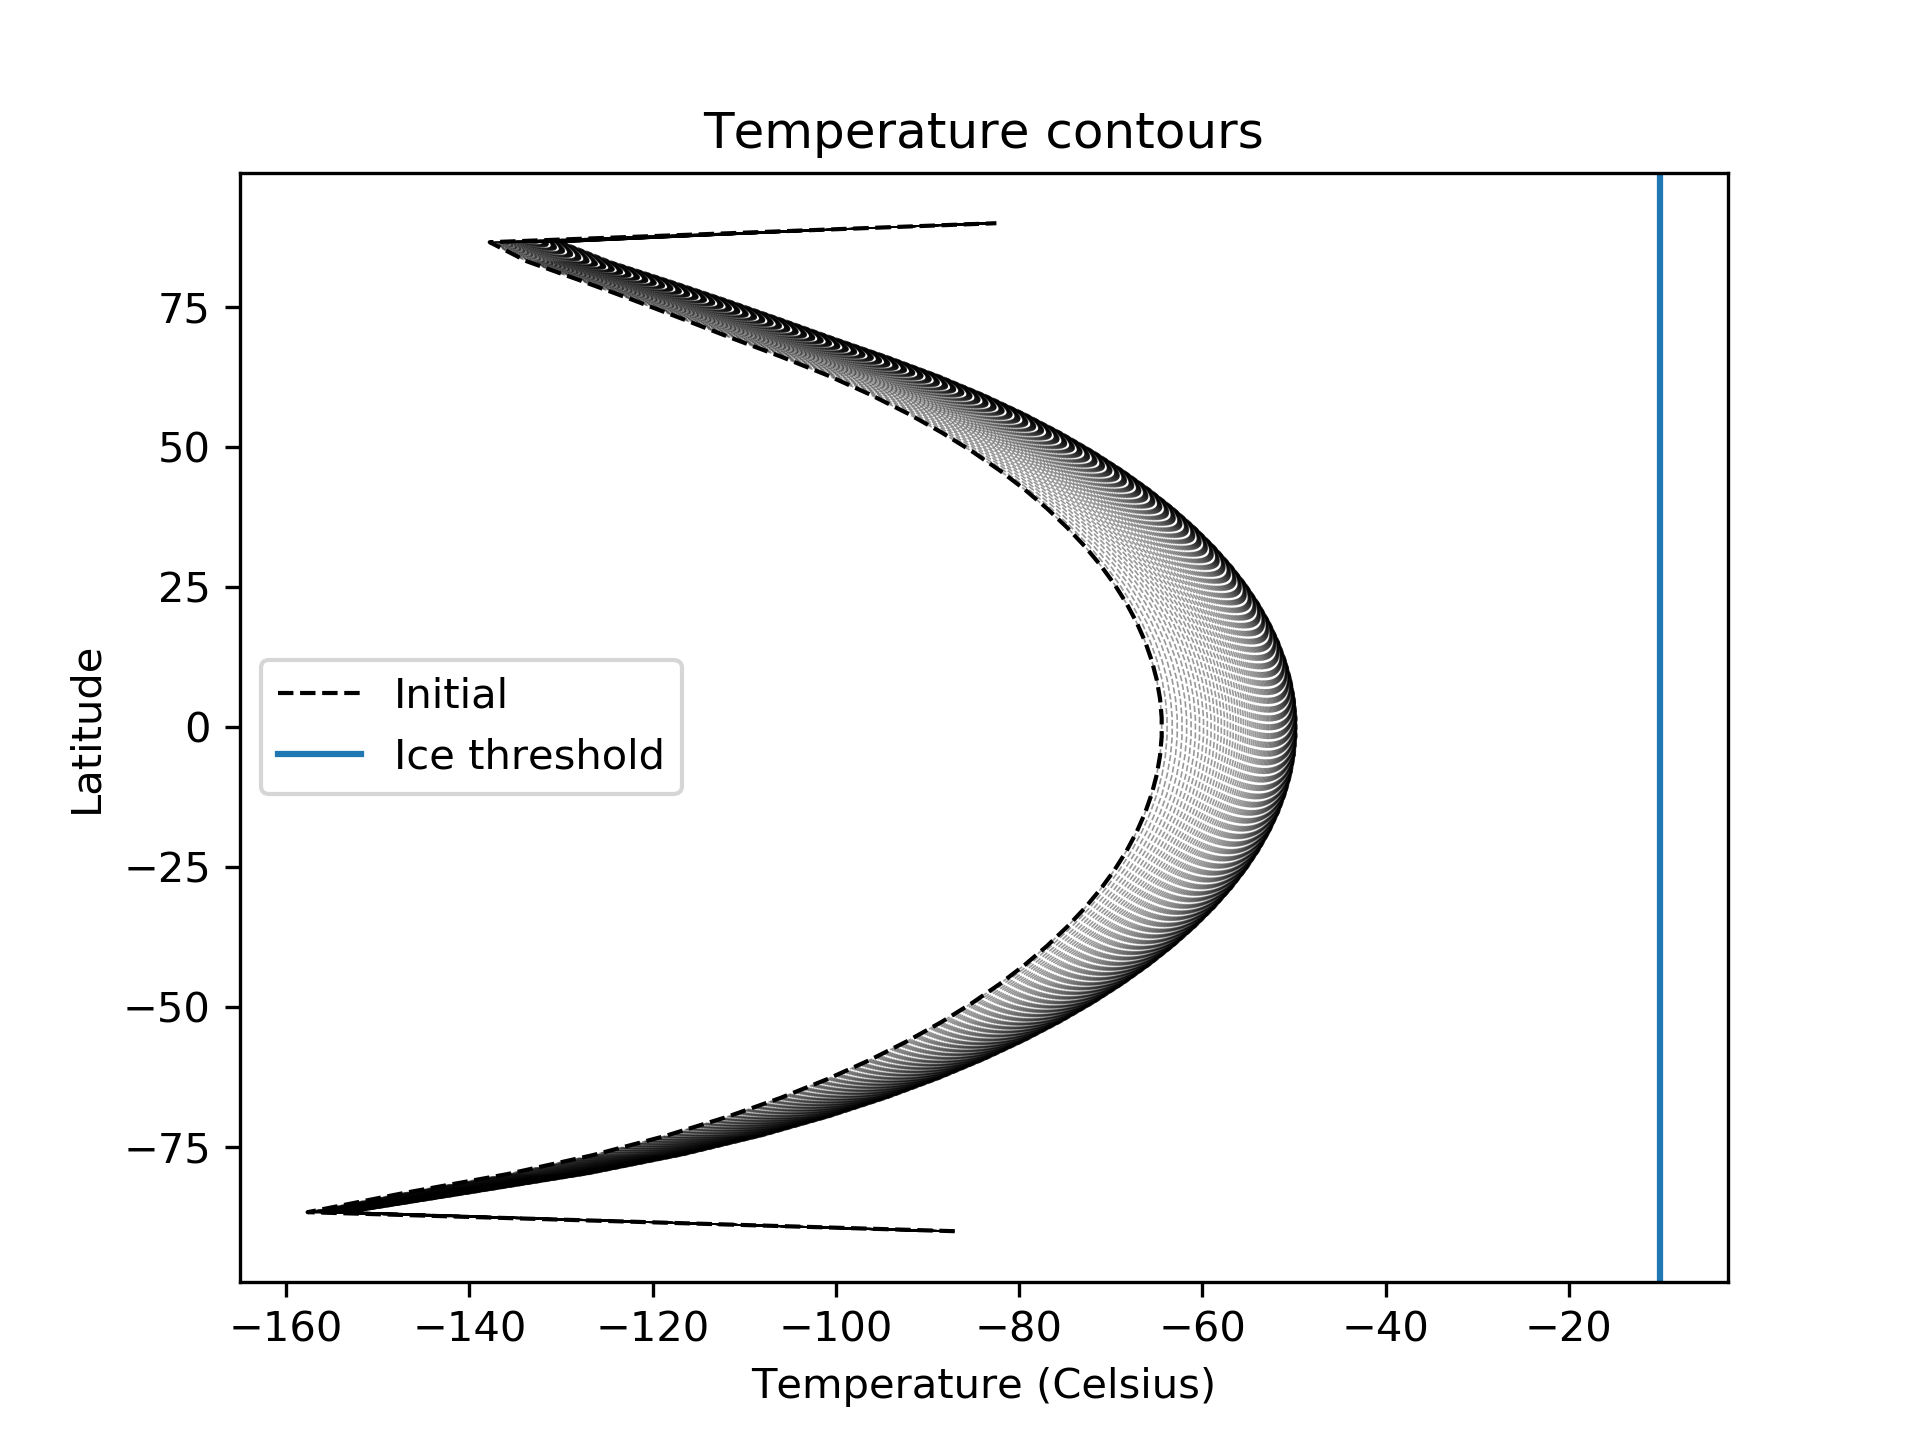 Temperature contours
75
50
25
0
−25
−50
−75
Latitude
Initial
Ice threshold
−160 −140 −120 −100 −80 −60 −40 −20
Temperature (Celsius)